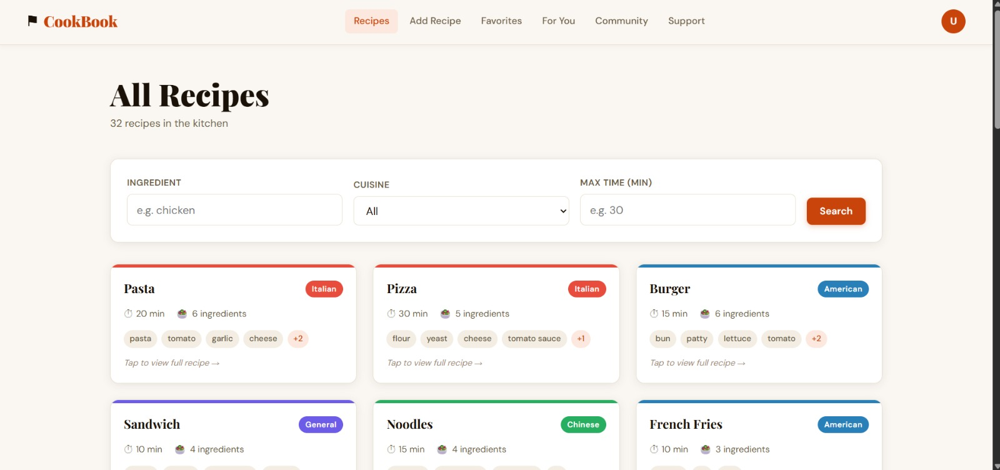 CookBook
Recipes Add Recipe Favorites For You Community Support
U
All Recipes
32 recipes in the kitchen
INGREDIENT CUISINE MAX TIME (MIN)
e.g. chicken All e.g. 30 Search
Pasta Italian
20 min 6 ingredients
pasta tomato garlic cheese +2
Tap to view full recipe →
Pizza Italian
30 min 5 ingredients
flour yeast cheese tomato sauce +1
Tap to view full recipe →
Burger American
15 min 6 ingredients
bun patty lettuce tomato +2
Tap to view full recipe →
Sandwich General
10 min 4 ingredients
Noodles Chinese
15 min 4 ingredients
French Fries American
10 min 3 ingredients